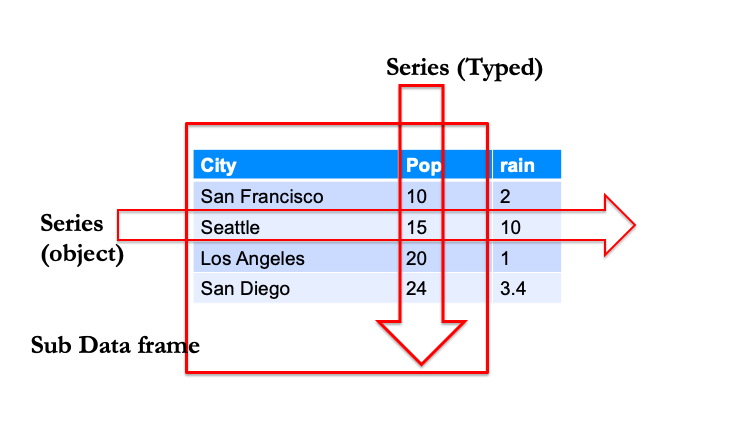 Series (Typed)
City Pop rain
San Francisco 10 2
Series
(object)
Seattle 15 10
Los Angeles 20 1
San Diego 24 3.4
Sub Data frame